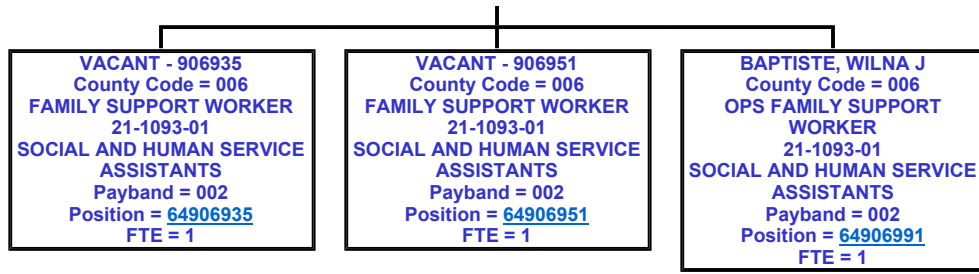 VACANT - 906935
County Code = 006
FAMILY SUPPORT WORKER
21-1093-01
SOCIAL AND HUMAN SERVICE
ASSISTANTS
Payband = 002
Position = 64906935
FTE = 1
VACANT - 906951
County Code = 006
FAMILY SUPPORT WORKER
21-1093-01
SOCIAL AND HUMAN SERVICE
ASSISTANTS
Payband = 002
Position = 64906951
FTE = 1
BAPTISTE, WILNA J
County Code = 006
OPS FAMILY SUPPORT
WORKER
21-1093-01
SOCIAL AND HUMAN SERVICE
ASSISTANTS
Payband = 002
Position = 64906991
FTE = 1